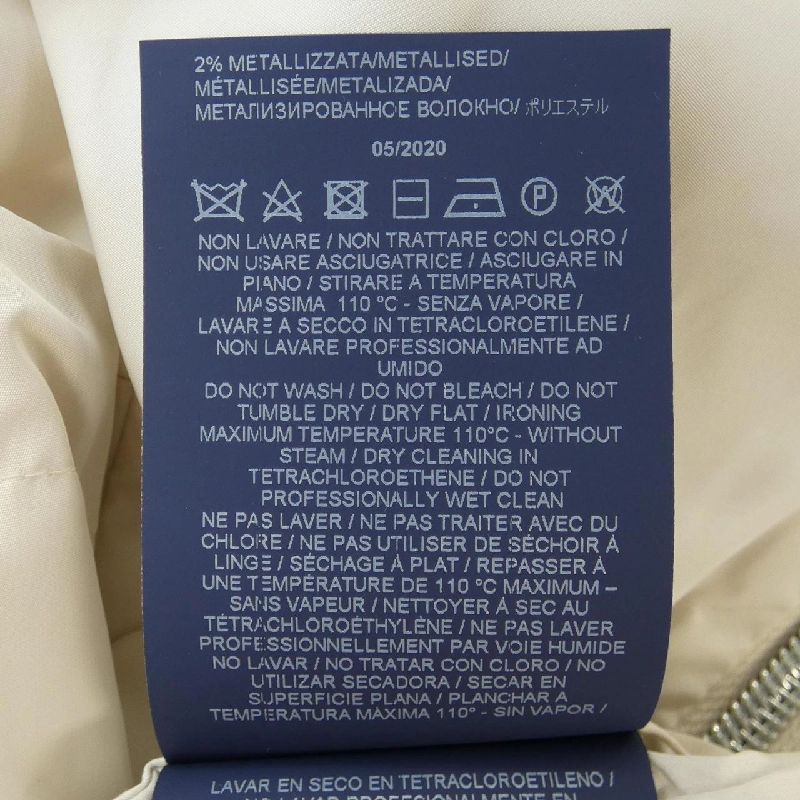 2% METALLIZZATA/METALLISED/
MÉTALLISÉE/METALIZADA/
МЕТАЛИЗИРОВАННОЕ ВОЛОКНО/ ポリエステル
05/2020
P W
NON LAVARE / NON TRATTARE CON CLORO /
NON USARE ASCIUGATRICE / ASCIUGARE IN
PIANO / STIRARE A TEMPERATURA
MASSIMA 110 °C - SENZA VAPORE /
LAVARE A SECCO IN TETRACLOROETILENE /
NON LAVARE PROFESSIONALMENTE AD
UMIDO
DO NOT WASH / DO NOT BLEACH / DO NOT
TUMBLE DRY / DRY FLAT / IRONING
MAXIMUM TEMPERATURE 110°C - WITHOUT
STEAM / DRY CLEANING IN
TETRACHLOROETHENE / DO NOT
PROFESSIONALLY WET CLEAN
NE PAS LAVER / NE PAS TRAITER AVEC DU
CHLORE / NE PAS UTILISER DE SÉCHOIR À
LINGE / SÉCHAGE À PLAT / REPASSER À
UNE TEMPÉRATURE DE 110 °C MAXIMUM –
SANS VAPEUR / NETTOYER À SEC AU
TÉTRACHLOROÉTHYLÈNE / NE PAS LAVER
PROFESSIONNELLEMENT PAR VOIE HUMIDE
NO LAVAR / NO TRATAR CON CLORO / NO
UTILIZAR SECADORA / SECAR EN
SUPERFICIE PLANA / PLANCHAR A
TEMPERATURA MÁXIMA 110° - SIN VAPOR /
LAVAR EN SECO EN TETRACLOROETILENO /
NO LAVAR PROFESIONALMENTE EN